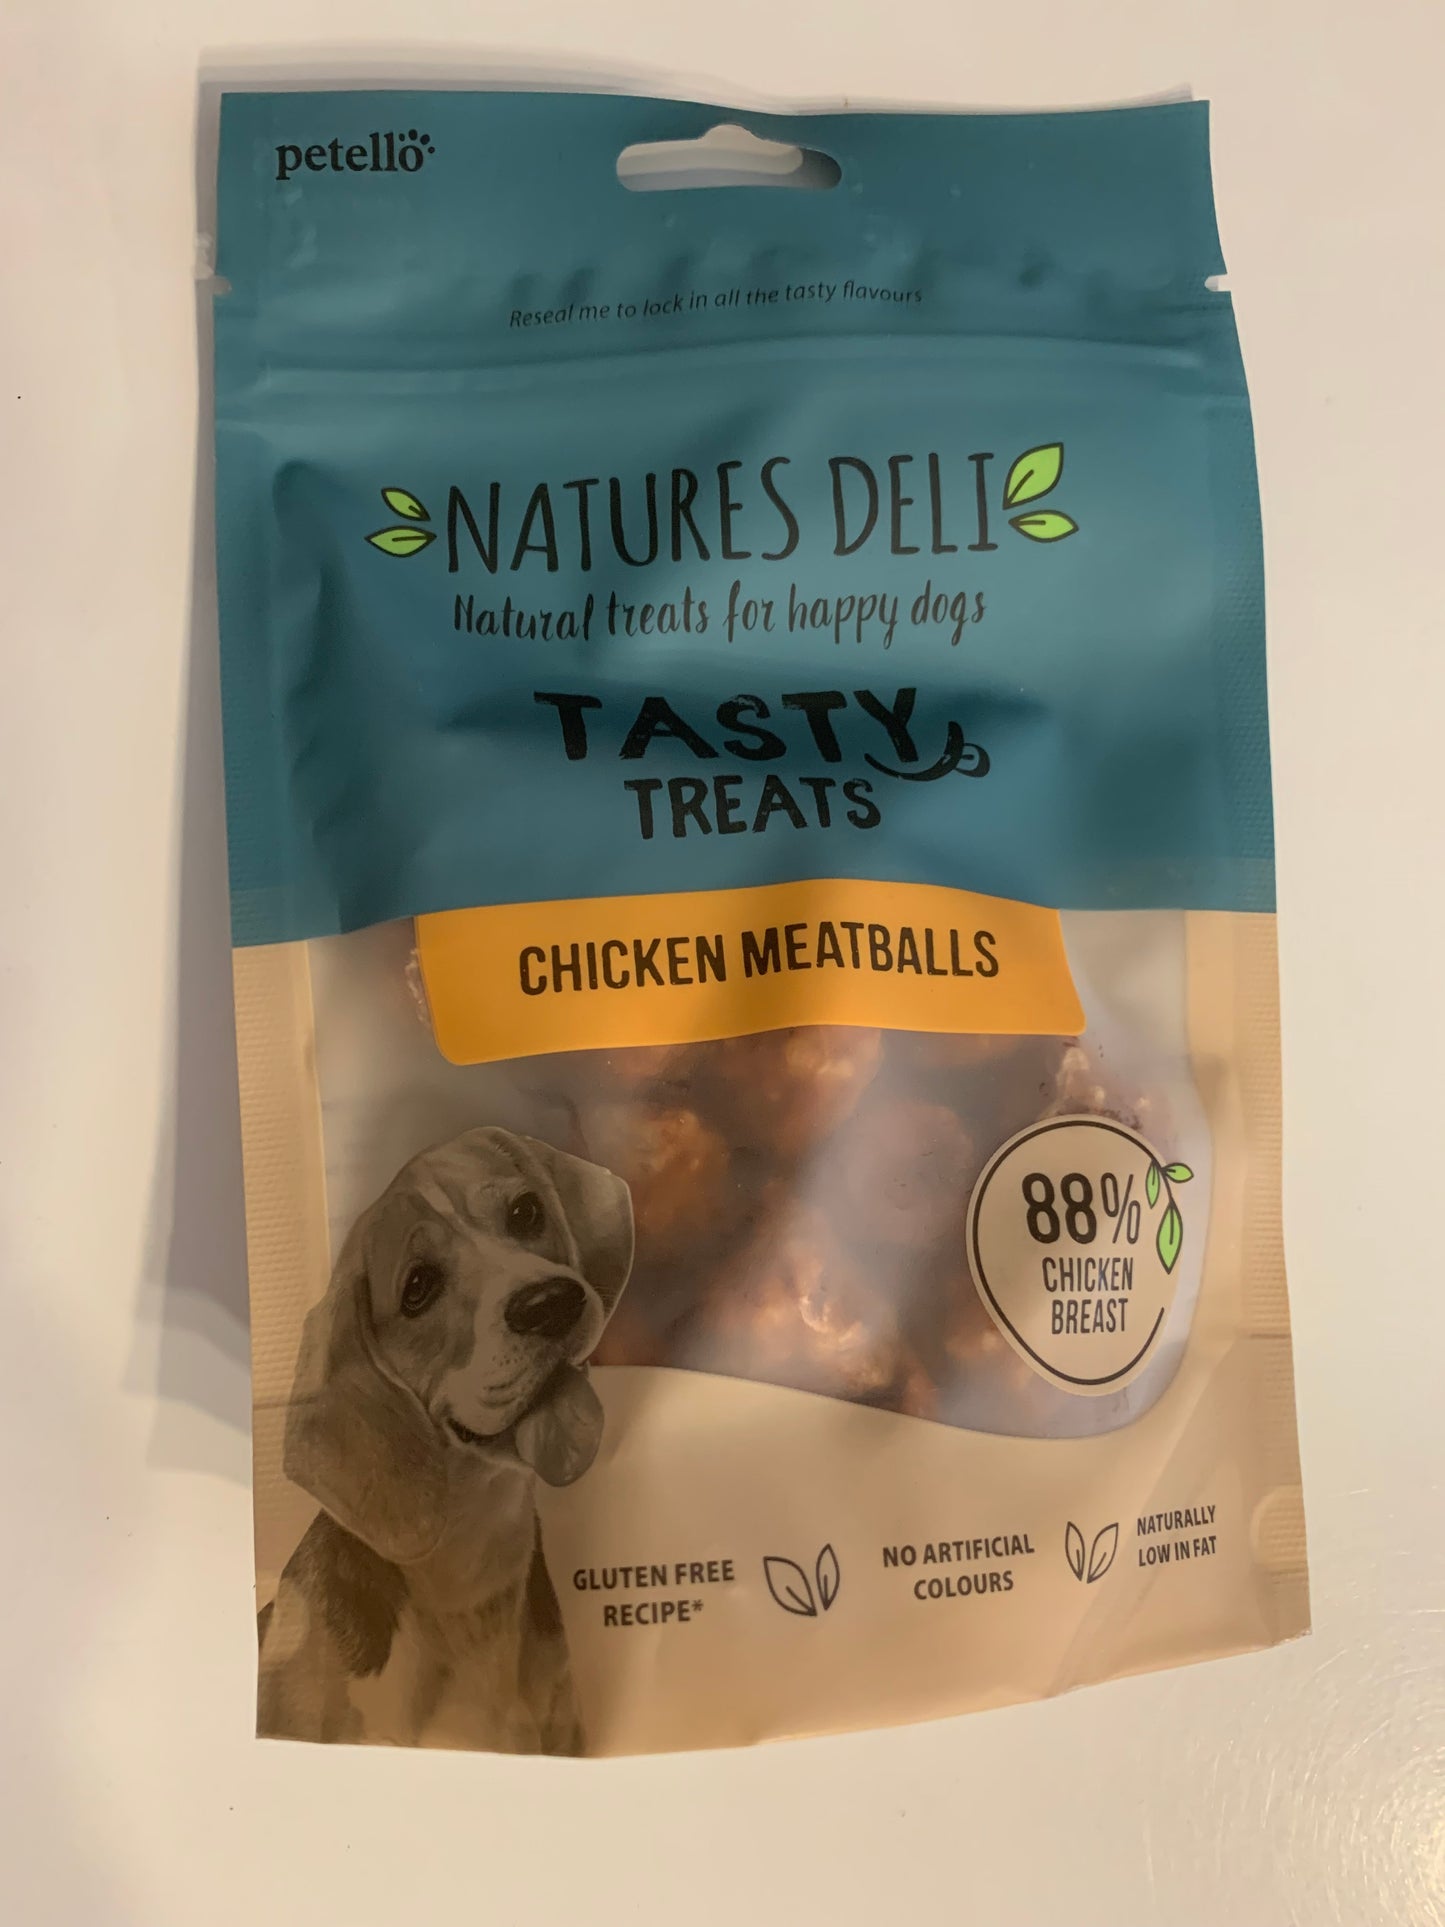 petello
Reseal me to lock in all the tasty flavours
NATURES DELI
Natural treats for happy dogs
TASTY
TREATS
CHICKEN MEATBALLS
88%
CHICKEN
BREAST
GLUTEN FREE
RECIPE*
NO ARTIFICIAL
COLOURS
NATURALLY
LOW IN FAT